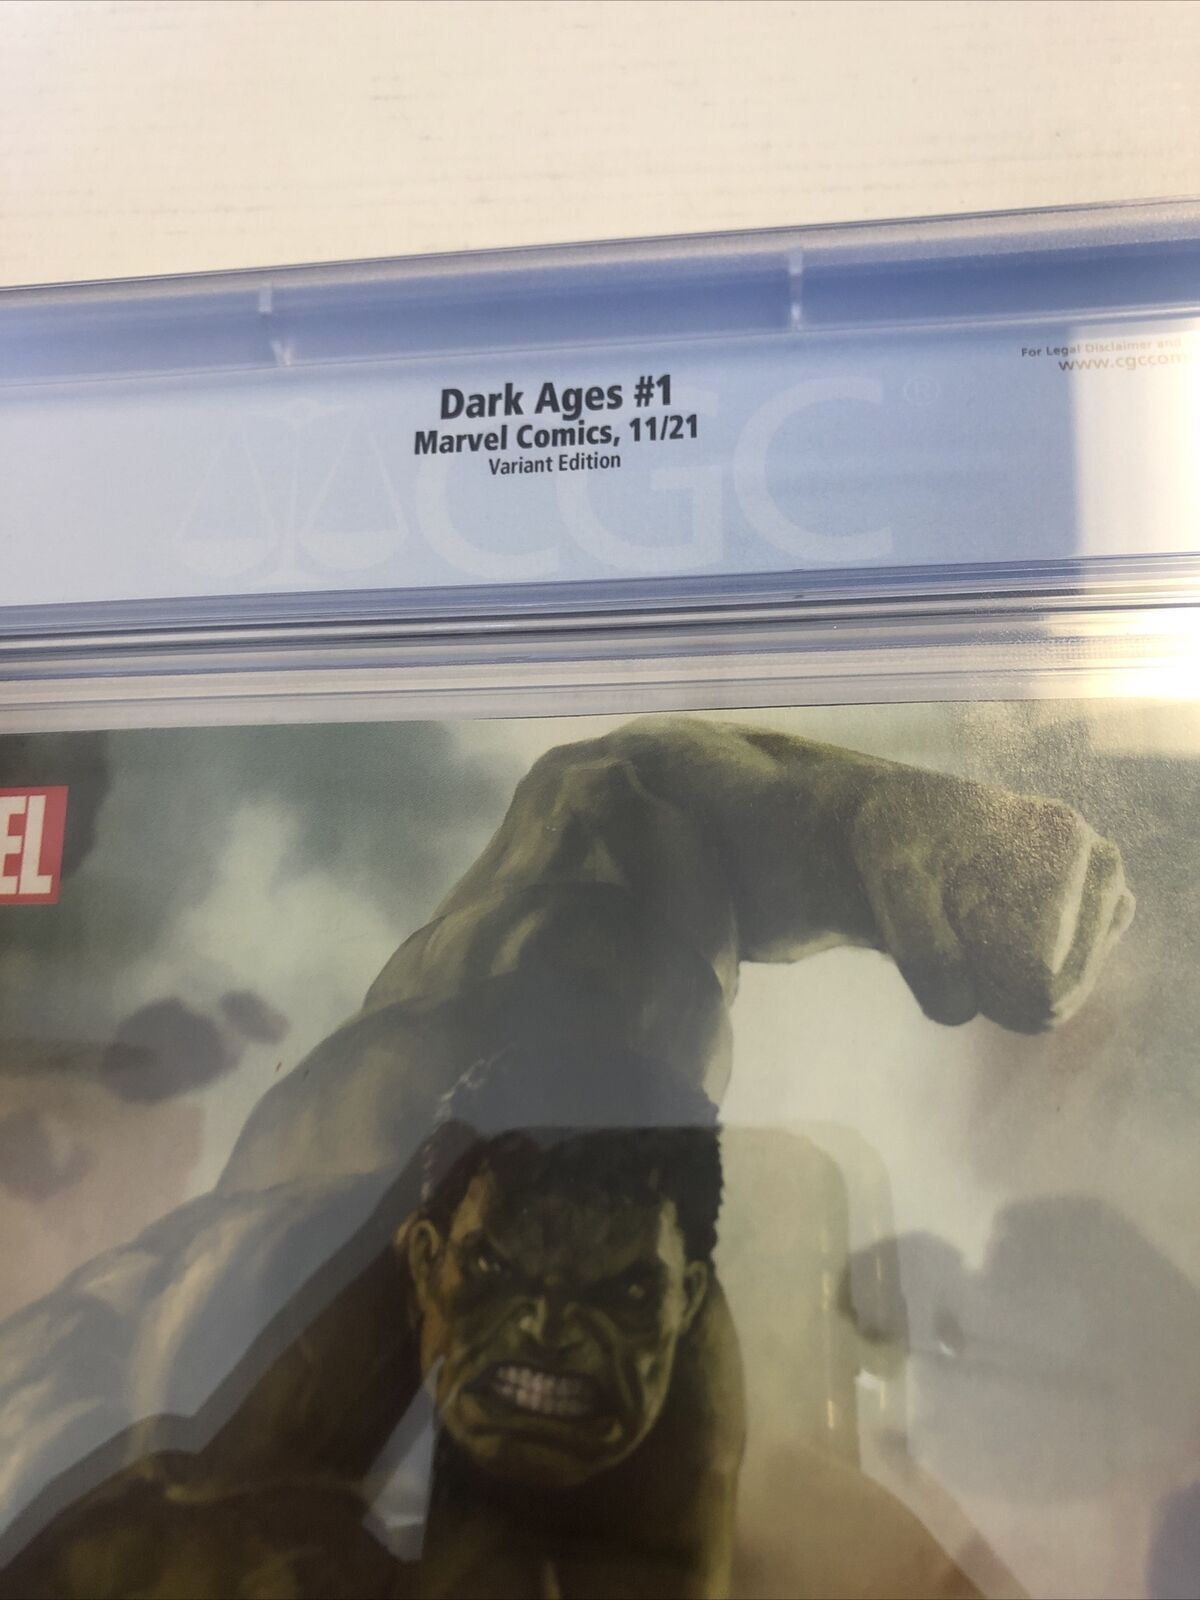 Dark Ages #1
Marvel Comics, 11/21
Variant Edition
For Legal Disclaimer and
www.cgccom
CGC ®
EL